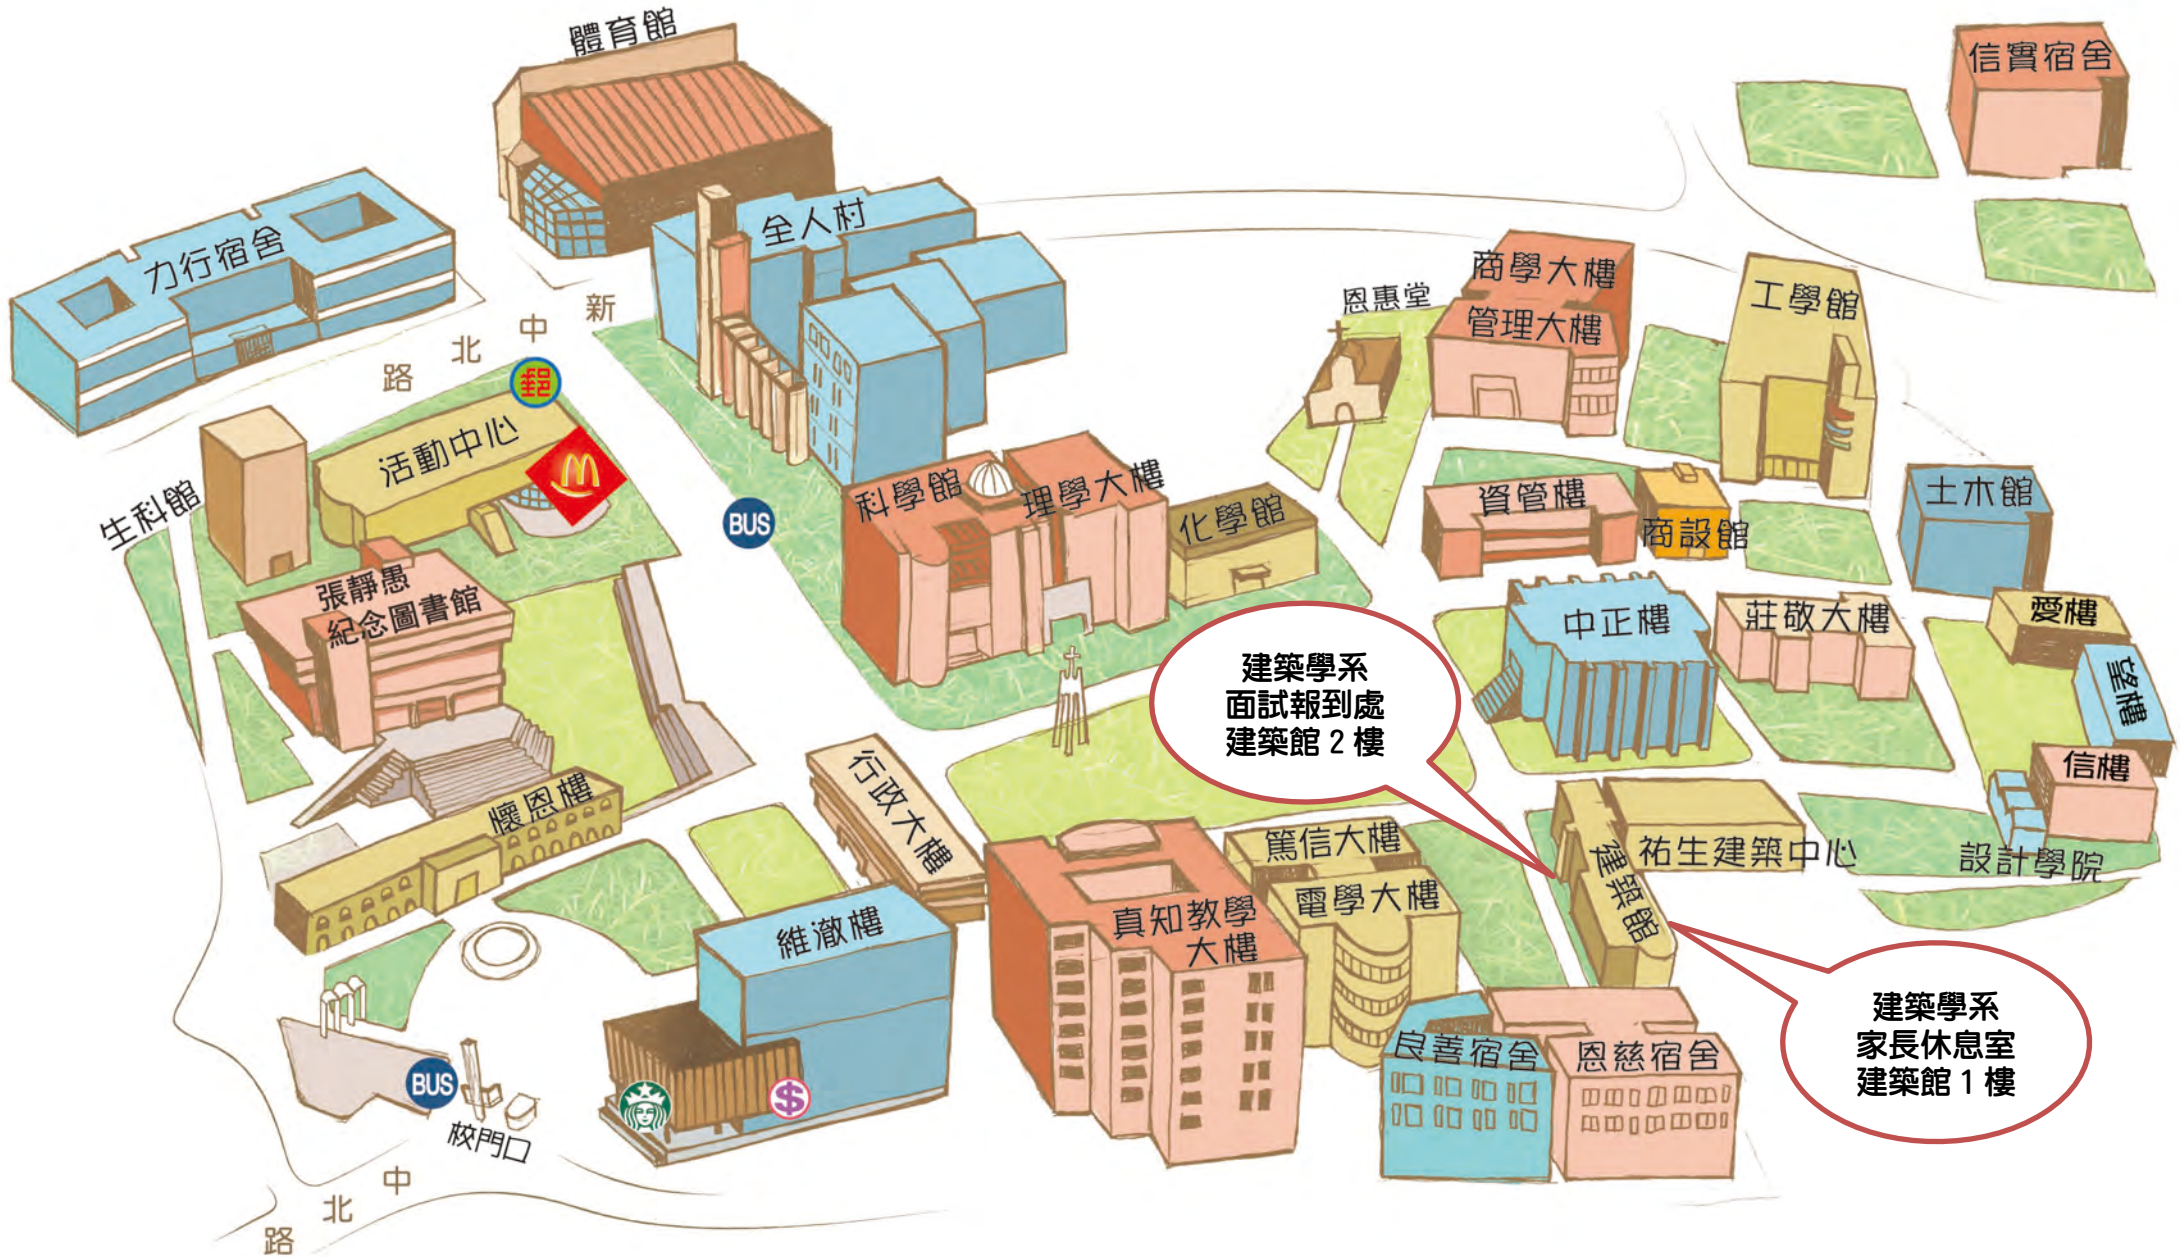 體育館
信實宿舍
全人村
力行宿舍
商學大樓
恩惠堂
管理大樓
工學館
新
中
北
路
郵
活動中心
生科館
科學館
理學大樓
化學館
資管樓
商設館
土木館
BUS
張靜愚
紀念圖書館
中正樓
莊敬大樓
愛樓
望樓
信樓
建築學系
面試報到處
建築館2樓
懷恩樓
行政大樓
篤信大樓
電學大樓
建築館
祐生建築中心
設計學院
維澈樓
真知教學
大樓
良善宿舍
恩慈宿舍
建築學系
家長休息室
建築館1樓
BUS
$
校門口
中
北
路